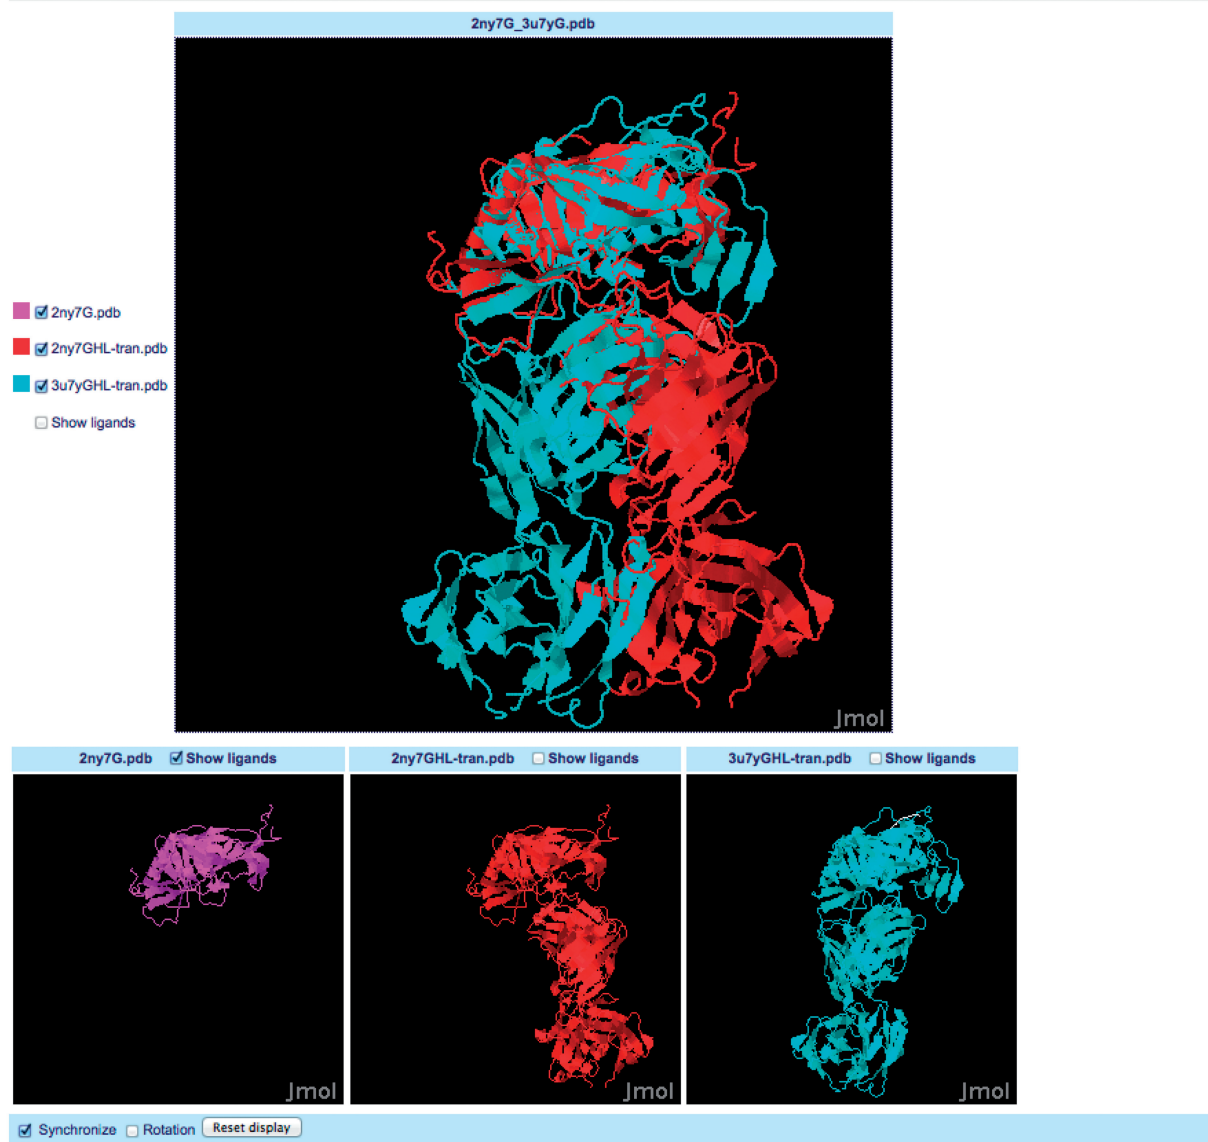 2ny7G_3u7yG.pdb
2ny7G.pdb
2ny7GHL-tran.pdb
3u7yGHL-tran.pdb
Show ligands
Jmol
2ny7G.pdb Show ligands
2ny7GHL-tran.pdb Show ligands
3u7yGHL-tran.pdb Show ligands
Jmol
Jmol
Jmol
Synchronize Rotation Reset display